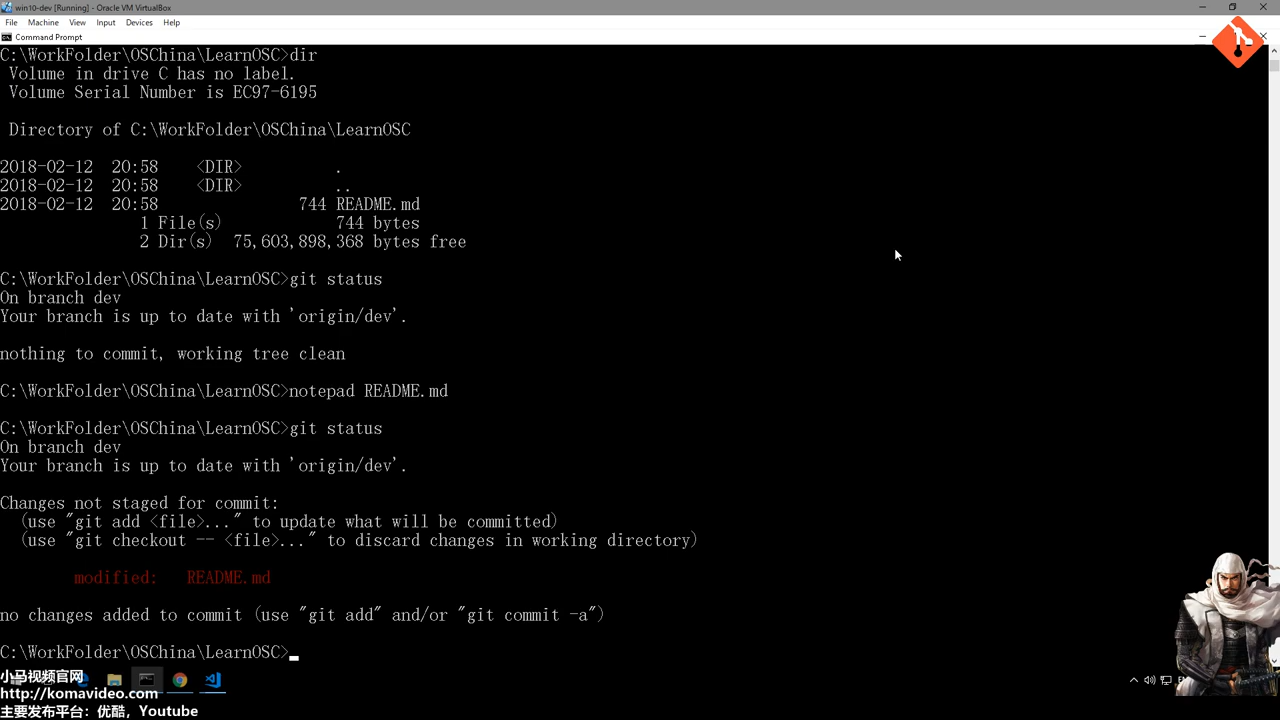 win10-dev [Running] - Oracle VM VirtualBox
File Machine View Input Devices Help
Command Prompt
C:\WorkFolder\OSChina\LearnOSC>dir
Volume in drive C has no label.
Volume Serial Number is EC97-6195
Directory of C:\WorkFolder\OSChina\LearnOSC
2018-02-12 20:58 <DIR> .
2018-02-12 20:58 <DIR> ..
2018-02-12 20:58 744 README.md
1 File(s) 744 bytes
2 Dir(s) 75,603,898,368 bytes free
C:\WorkFolder\OSChina\LearnOSC>git status
On branch dev
Your branch is up to date with 'origin/dev'.
nothing to commit, working tree clean
C:\WorkFolder\OSChina\LearnOSC>notepad README.md
C:\WorkFolder\OSChina\LearnOSC>git status
On branch dev
Your branch is up to date with 'origin/dev'.
Changes not staged for commit:
(use "git add <file>..." to update what will be committed)
(use "git checkout -- <file>..." to discard changes in working directory)
modified: README.md
no changes added to commit (use "git add" and/or "git commit -a")
C:\WorkFolder\OSChina\LearnOSC>
小马视频官网
http://komavideo.com
主要发布平台：优酷，Youtube